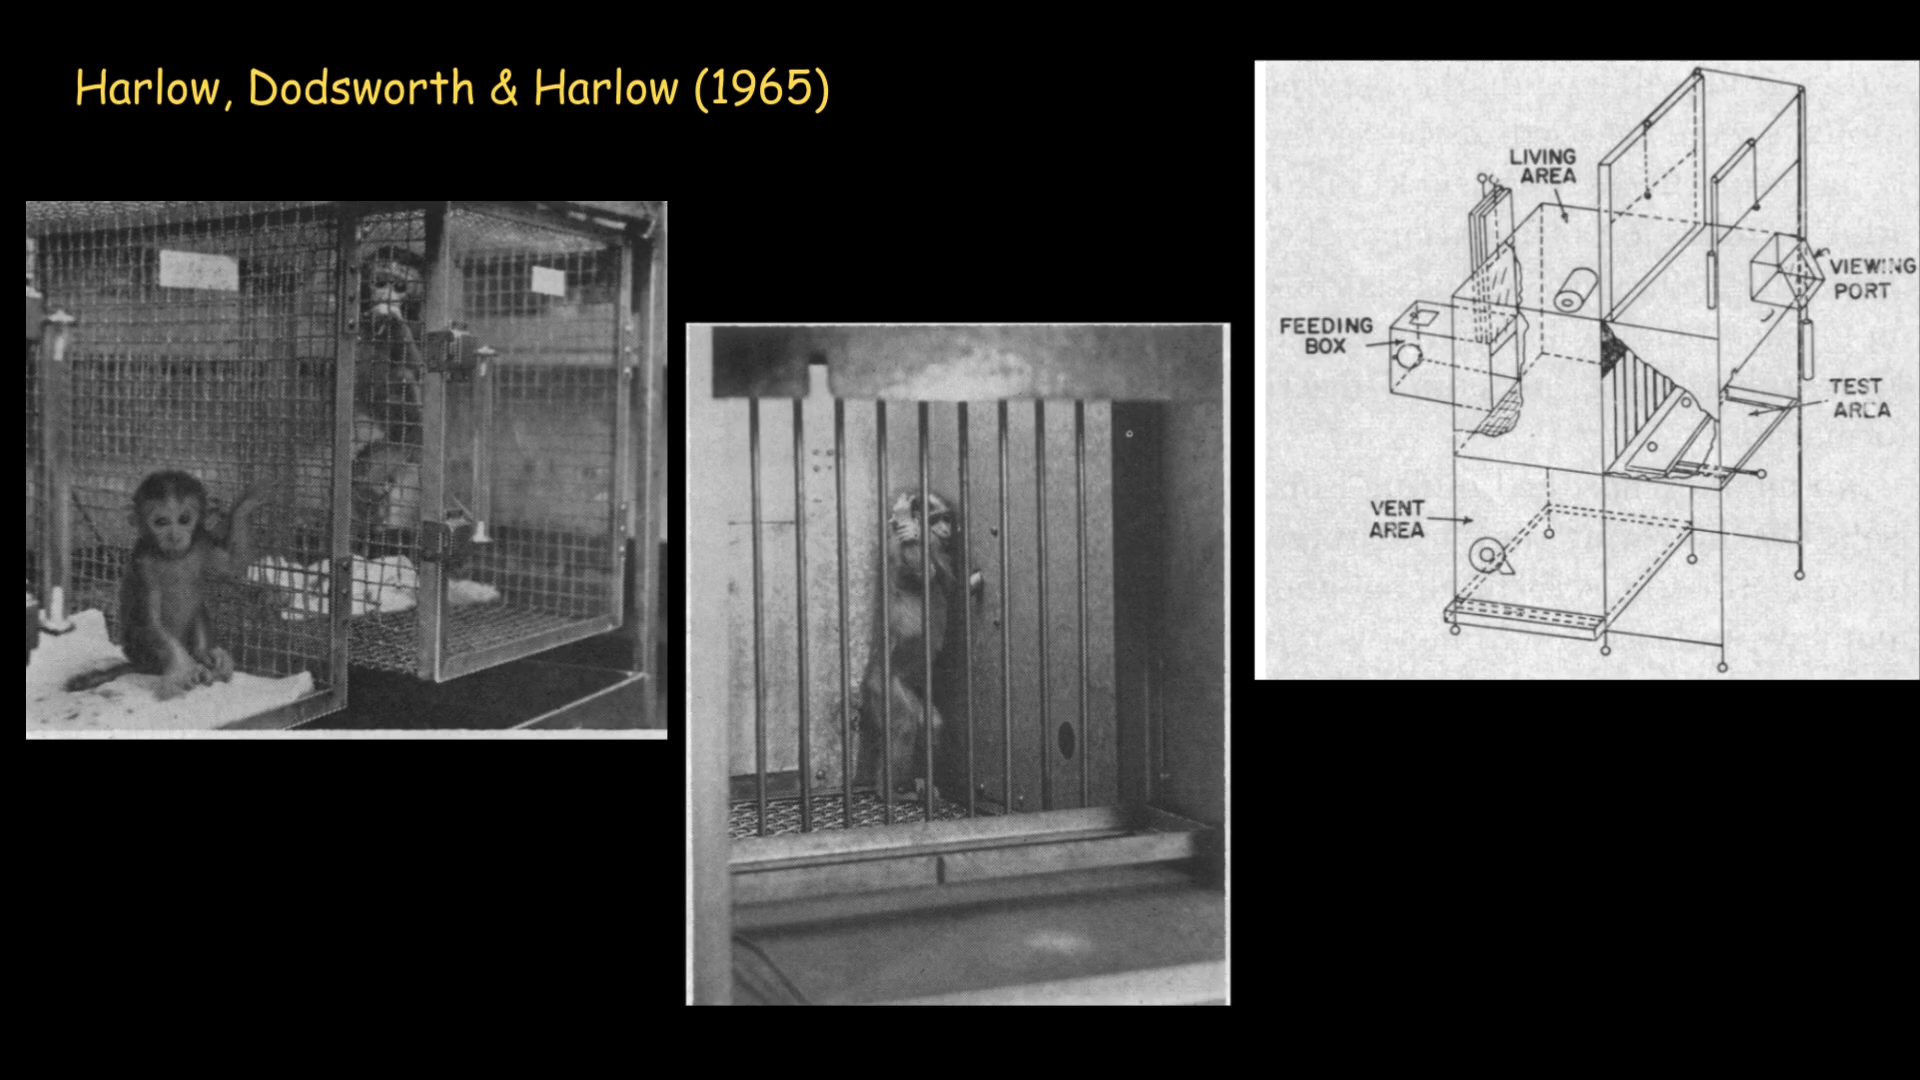 Harlow, Dodsworth & Harlow (1965)
LIVING
AREA
VIEWING
PORT
FEEDING
BOX
TEST
AREA
VENT
AREA